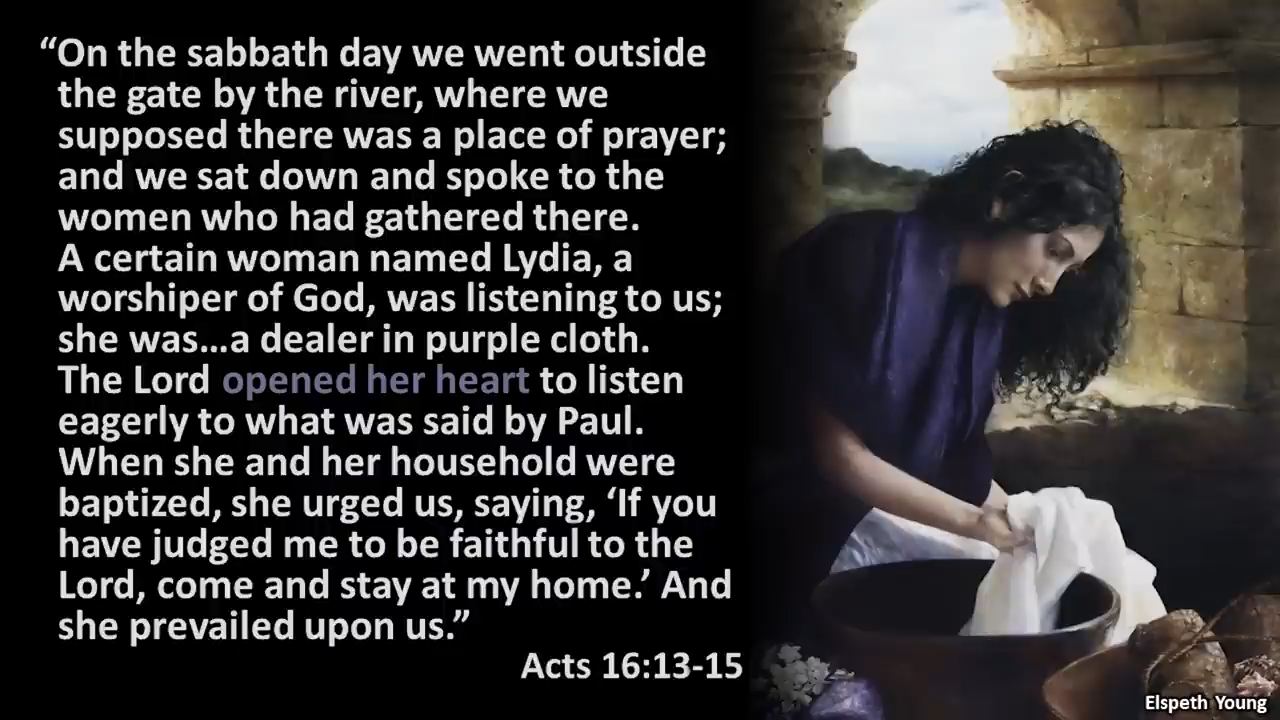 “On the sabbath day we went outside
the gate by the river, where we
supposed there was a place of prayer;
and we sat down and spoke to the
women who had gathered there.
A certain woman named Lydia, a
worshiper of God, was listening to us;
she was...a dealer in purple cloth.
The Lord opened her heart to listen
eagerly to what was said by Paul.
When she and her household were
baptized, she urged us, saying, ‘If you
have judged me to be faithful to the
Lord, come and stay at my home.’ And
she prevailed upon us.”
Acts 16:13-15
Elspeth Young